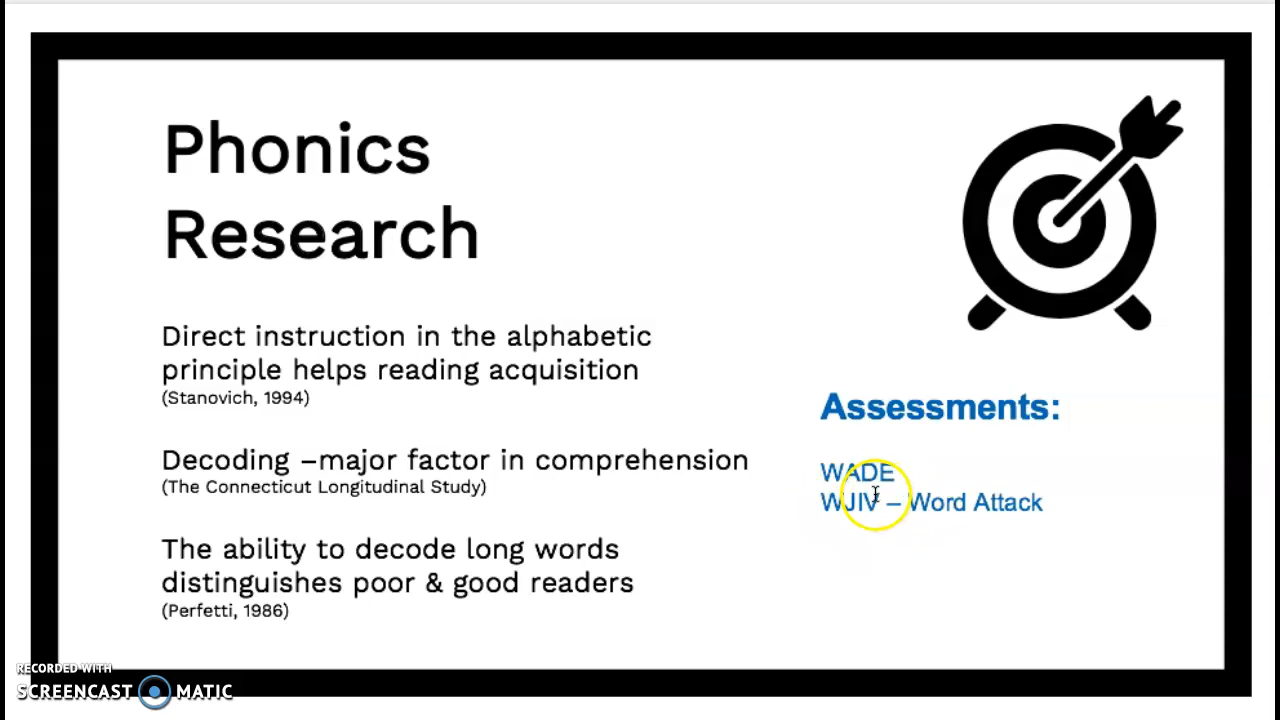 Phonics
Research
Direct instruction in the alphabetic
principle helps reading acquisition
(Stanovich, 1994)
Decoding –major factor in comprehension
(The Connecticut Longitudinal Study)
The ability to decode long words
distinguishes poor & good readers
(Perfetti, 1986)
Assessments:
WADE
WJIV – Word Attack
RECORDED WITH
SCREENCAST MATIC